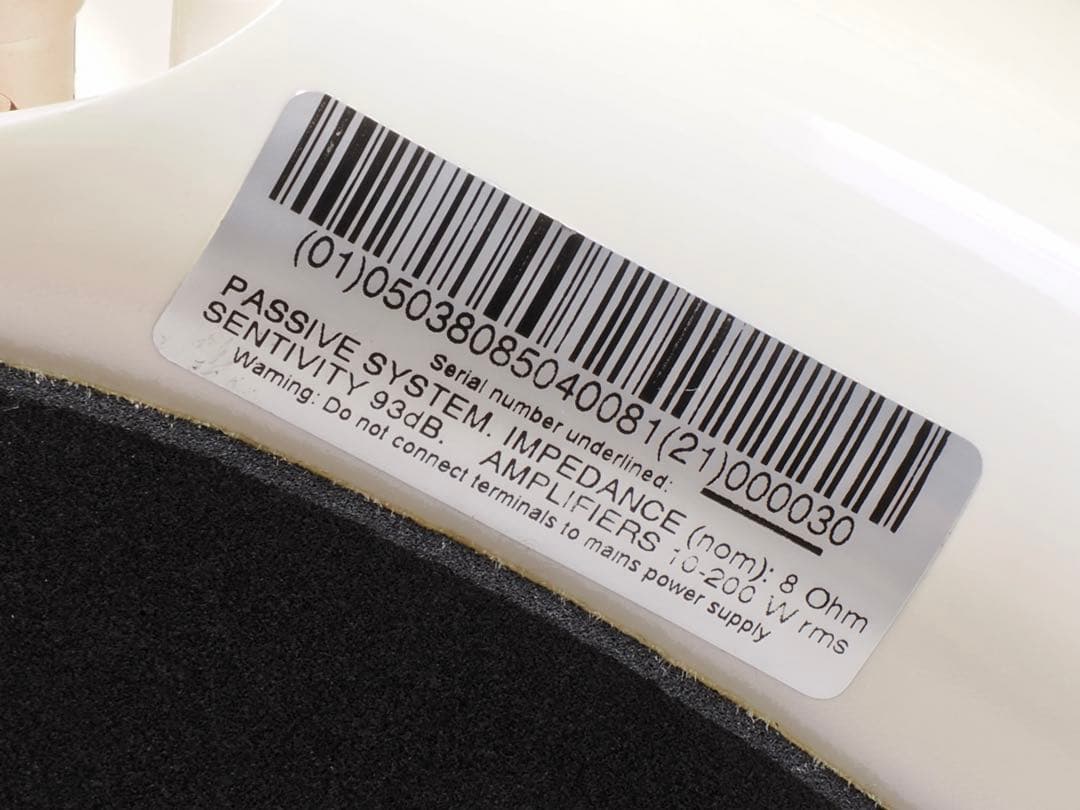 (01)05038085040081(21)000030
Serial number underlined:
PASSIVE SYSTEM. IMPEDANCE (nom): 8 Ohm
SENTIVITY 93dB. AMPLIFIERS 10-200 W rms
Warning: Do not connect terminals to mains power supply